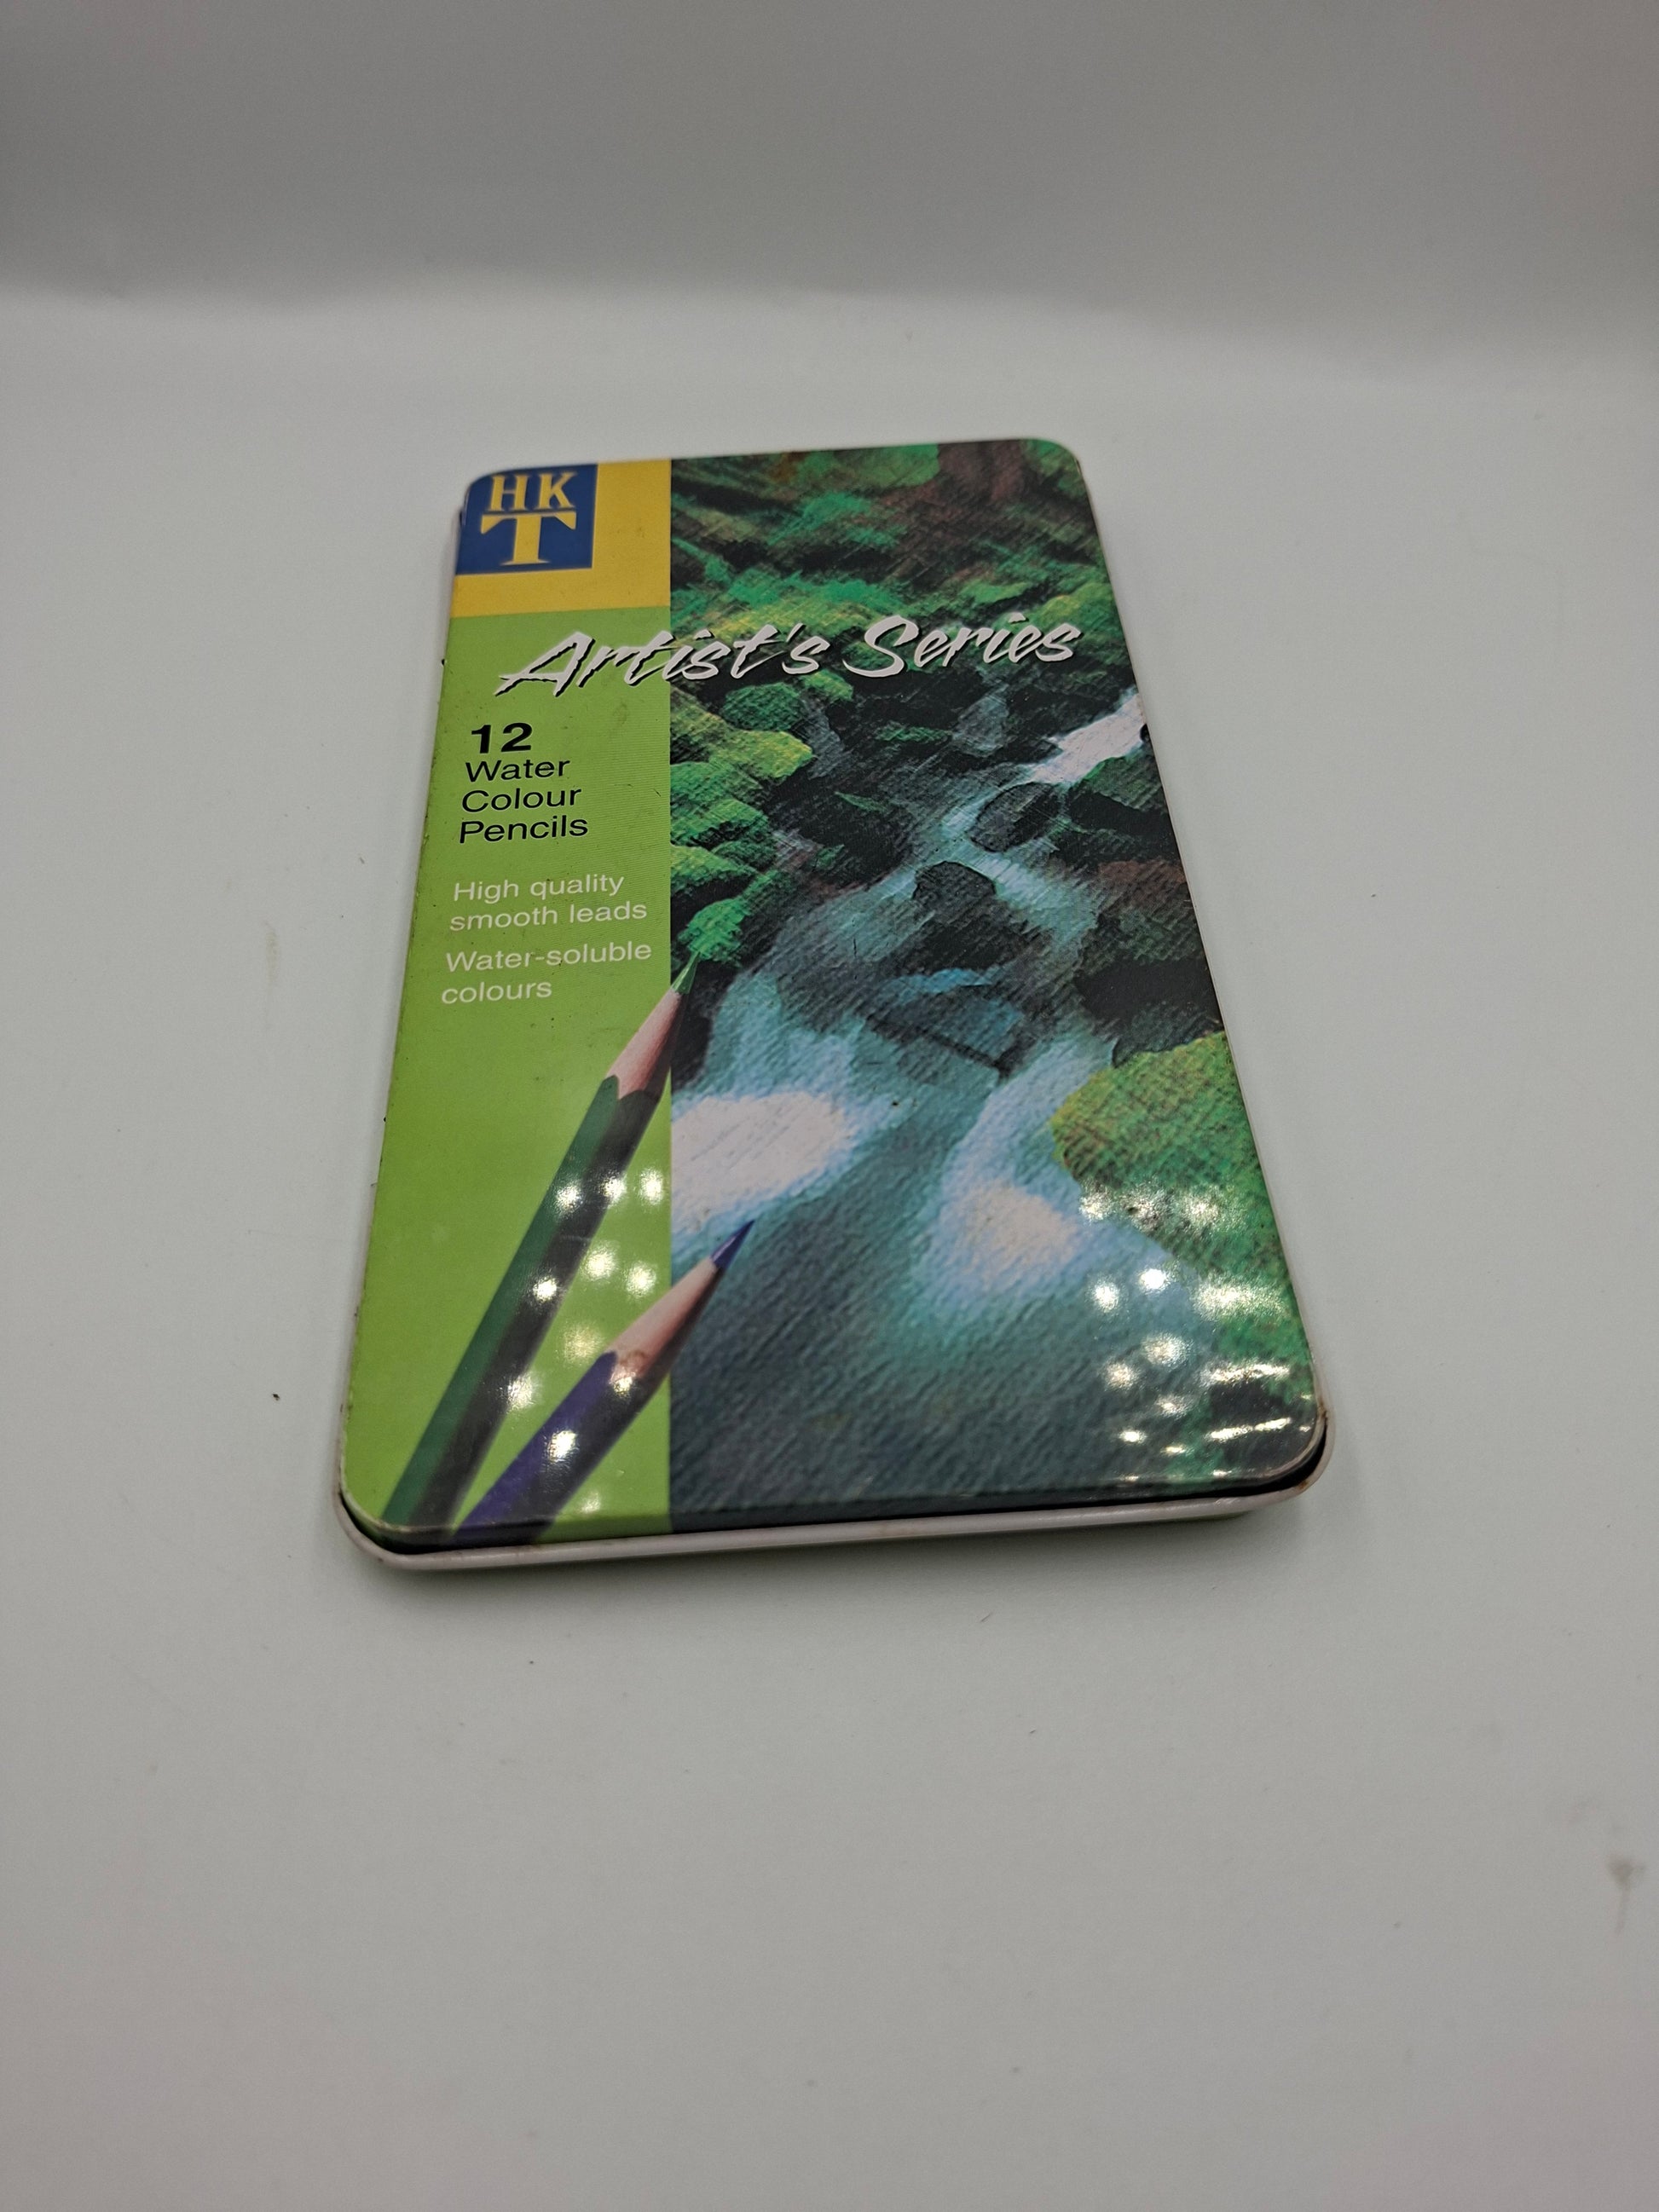 HK
T
Artist's Series
12
Water
Colour
Pencils
High quality
smooth leads
Water-soluble
colours